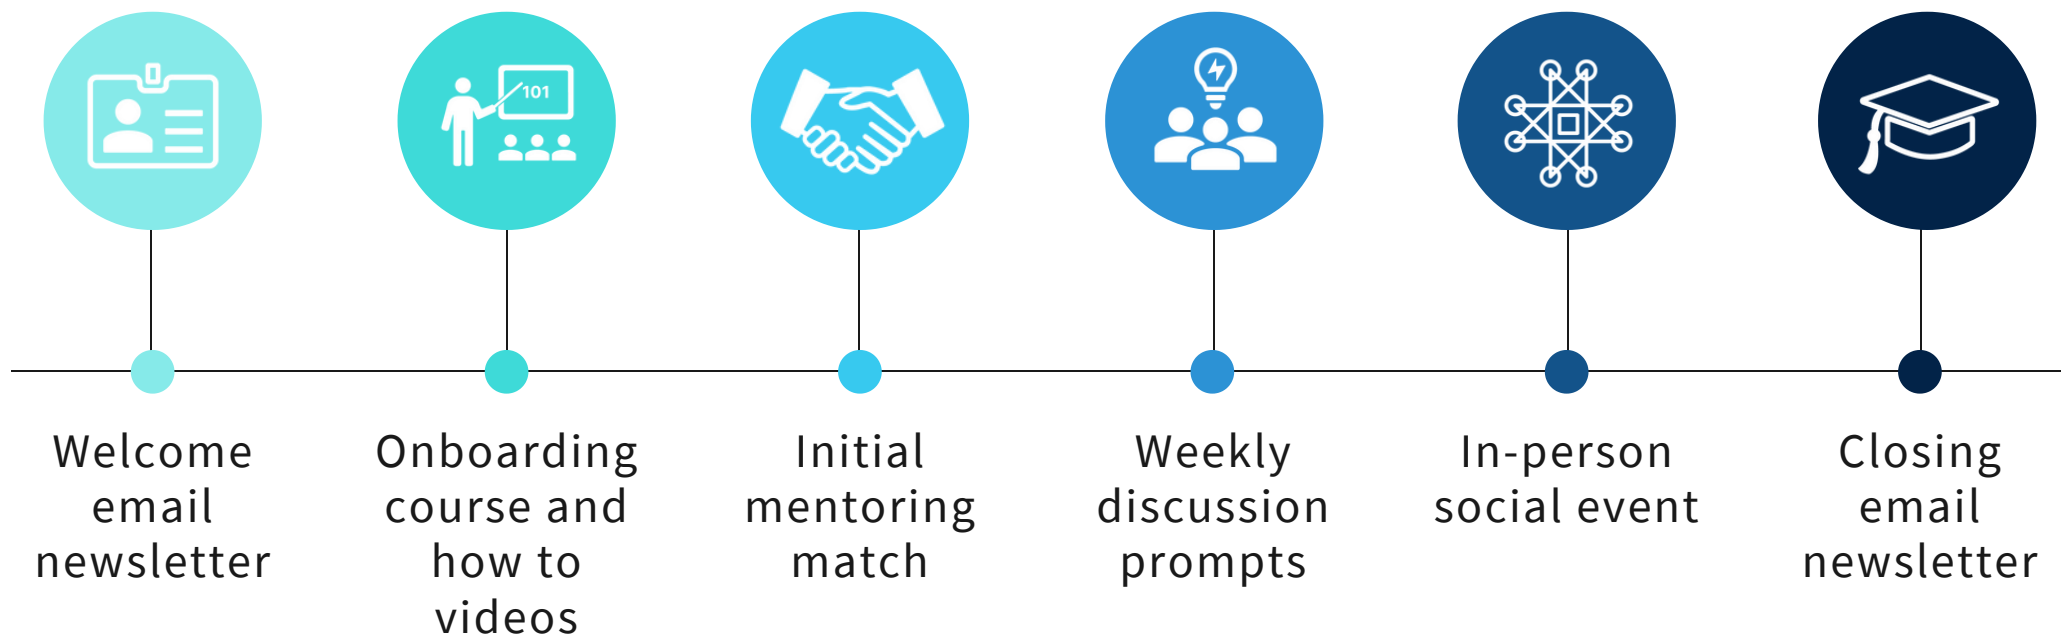 101
Welcome
email
newsletter
Onboarding
course and
how to
videos
Initial
mentoring
match
Weekly
discussion
prompts
In-person
social event
Closing
email
newsletter